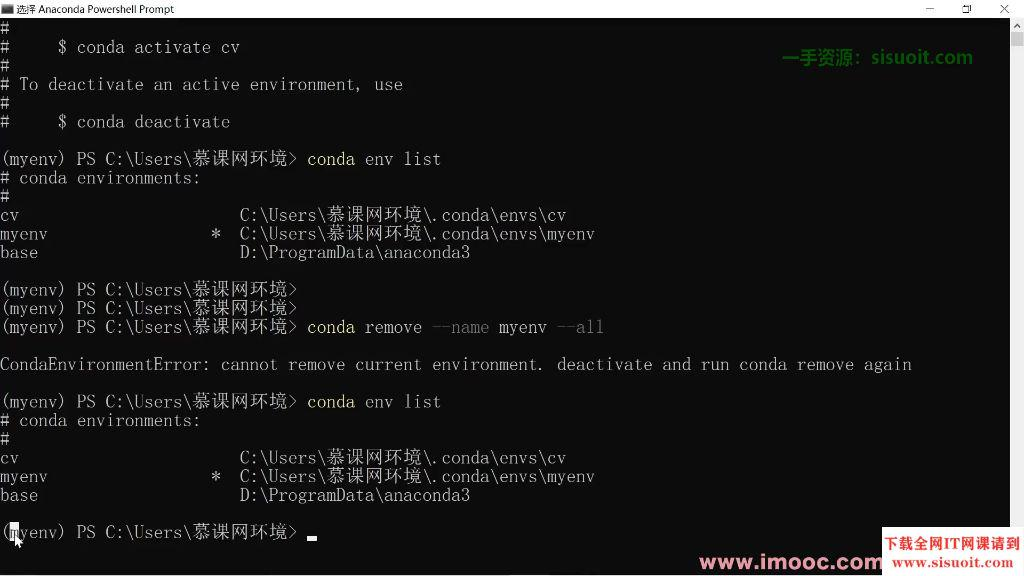 选择 Anaconda Powershell Prompt
#
#     $ conda activate cv
#
# To deactivate an active environment, use
#
#     $ conda deactivate
一手资源：sisuoit.com
(myenv) PS C:\Users\慕课网环境> conda env list
# conda environments:
#
cv                       C:\Users\慕课网环境\.conda\envs\cv
myenv                 *  C:\Users\慕课网环境\.conda\envs\myenv
base                     D:\ProgramData\anaconda3
(myenv) PS C:\Users\慕课网环境>
(myenv) PS C:\Users\慕课网环境>
(myenv) PS C:\Users\慕课网环境> conda remove --name myenv --all
CondaEnvironmentError: cannot remove current environment. deactivate and run conda remove again
(myenv) PS C:\Users\慕课网环境> conda env list
# conda environments:
#
cv                       C:\Users\慕课网环境\.conda\envs\cv
myenv                 *  C:\Users\慕课网环境\.conda\envs\myenv
base                     D:\ProgramData\anaconda3
(myenv) PS C:\Users\慕课网环境>
www.imooc.com
下载全网IT网课请到
www.sisuoit.com